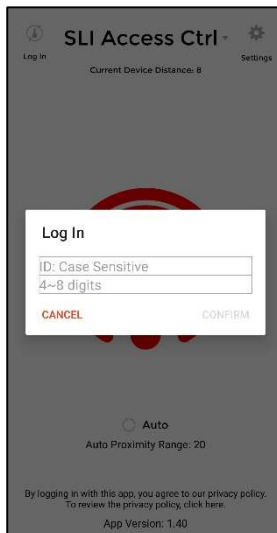 SLI Access Ctrl
Log In
Settings
Current Device Distance: 8
Log In
ID: Case Sensitive
4~8 digits
CANCEL
CONFIRM
Auto
Auto Proximity Range: 20
By logging in with this app, you agree to our privacy policy.
To review the privacy policy, click here.
App Version: 1.40